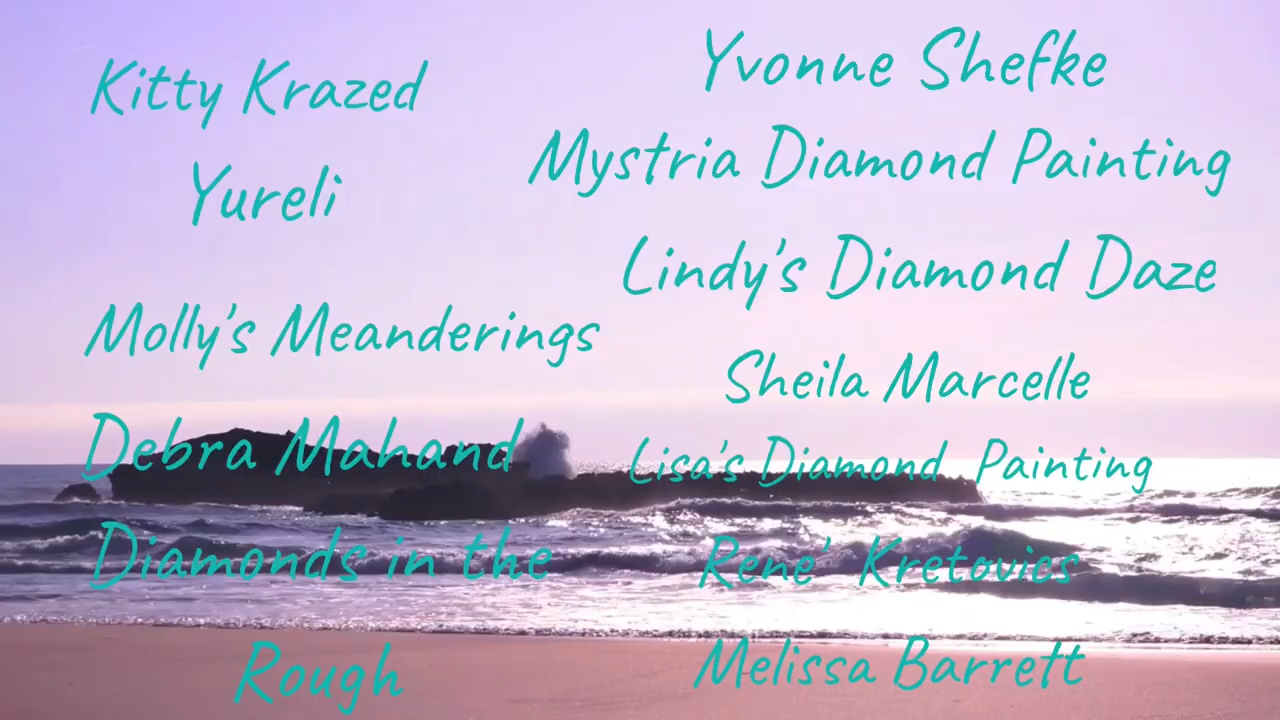 Kitty Krazed
Yureli
Molly's Meanderings
Debra Mahand
Diamonds in the
Rough
Yvonne Shefke
Mystria Diamond Painting
Lindy's Diamond Daze
Sheila Marcelle
Lisa's Diamond Painting
René' Kretovics
Melissa Barrett